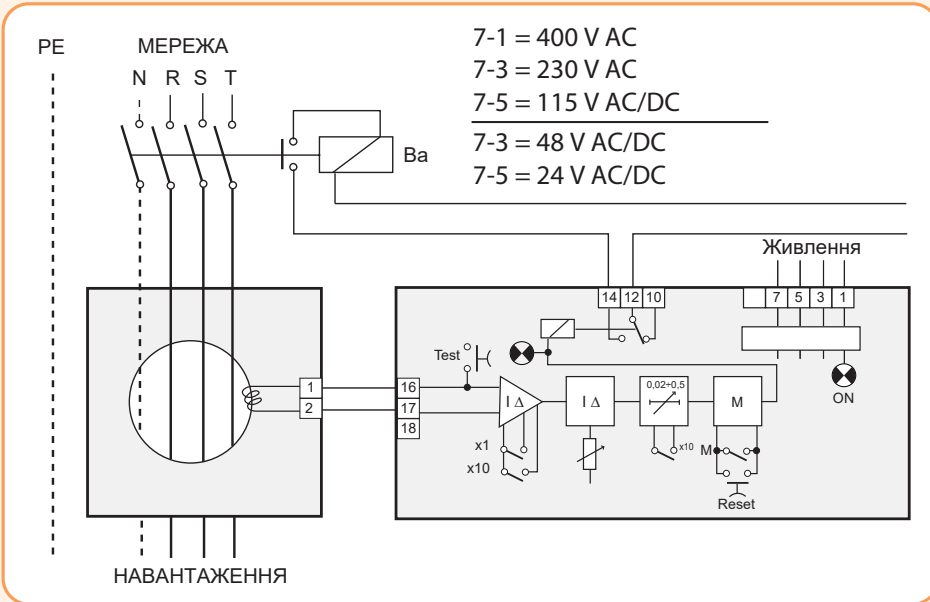 7-1 = 400 V AC
7-3 = 230 V AC
7-5 = 115 V AC/DC
7-3 = 48 V AC/DC
7-5 = 24 V AC/DC
PE
МЕРЕЖА
N R S T
Ba
Живлення
14 12 10
7 5 3 1
Test
ON
1
2
16
17
18
I Δ
I Δ
0,02÷0,5
M
x1
x10
x10
M
Reset
НАВАНТАЖЕННЯ